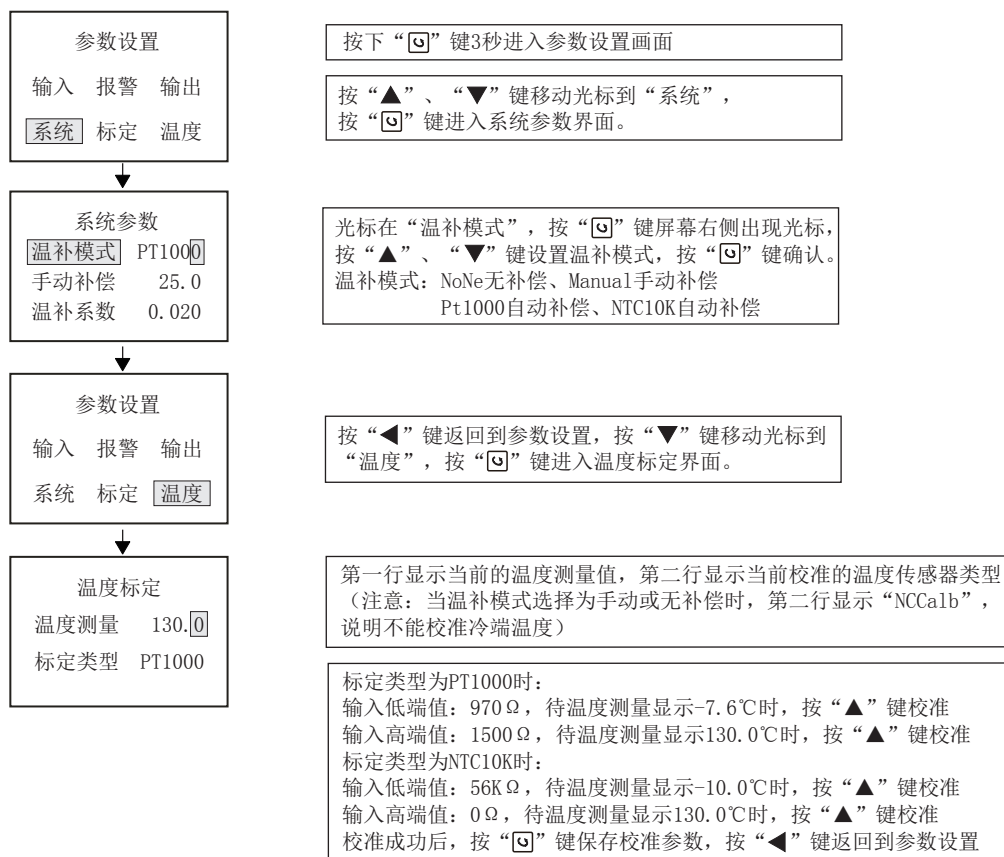 参数设置
输入 报警 输出
系统 标定 温度
按下“”键3秒进入参数设置画面
按“▲”、“▼”键移动光标到“系统”，
按“”键进入系统参数界面。
系统参数
温补模式 PT1000
手动补偿 25.0
温补系数 0.020
光标在“温补模式”，按“”键屏幕右侧出现光标，
按“▲”、“▼”键设置温补模式，按“”键确认。
温补模式：NoNe无补偿、Manual手动补偿
Pt1000自动补偿、NTC10K自动补偿
参数设置
输入 报警 输出
系统 标定 温度
按“◀”键返回到参数设置，按“▼”键移动光标到
“温度”，按“”键进入温度标定界面。
温度标定
温度测量 130.0
标定类型 PT1000
第一行显示当前的温度测量值，第二行显示当前校准的温度传感器类型
（注意：当温补模式选择为手动或无补偿时，第二行显示“NCCalb”，
说明不能校准冷端温度）
标定类型为PT1000时：
输入低端值：970Ω，待温度测量显示-7.6℃时，按“▲”键校准
输入高端值：1500Ω，待温度测量显示130.0℃时，按“▲”键校准
标定类型为NTC10K时：
输入低端值：56KΩ，待温度测量显示-10.0℃时，按“▲”键校准
输入高端值：0Ω，待温度测量显示130.0℃时，按“▲”键校准
校准成功后，按“”键保存校准参数，按“◀”键返回到参数设置